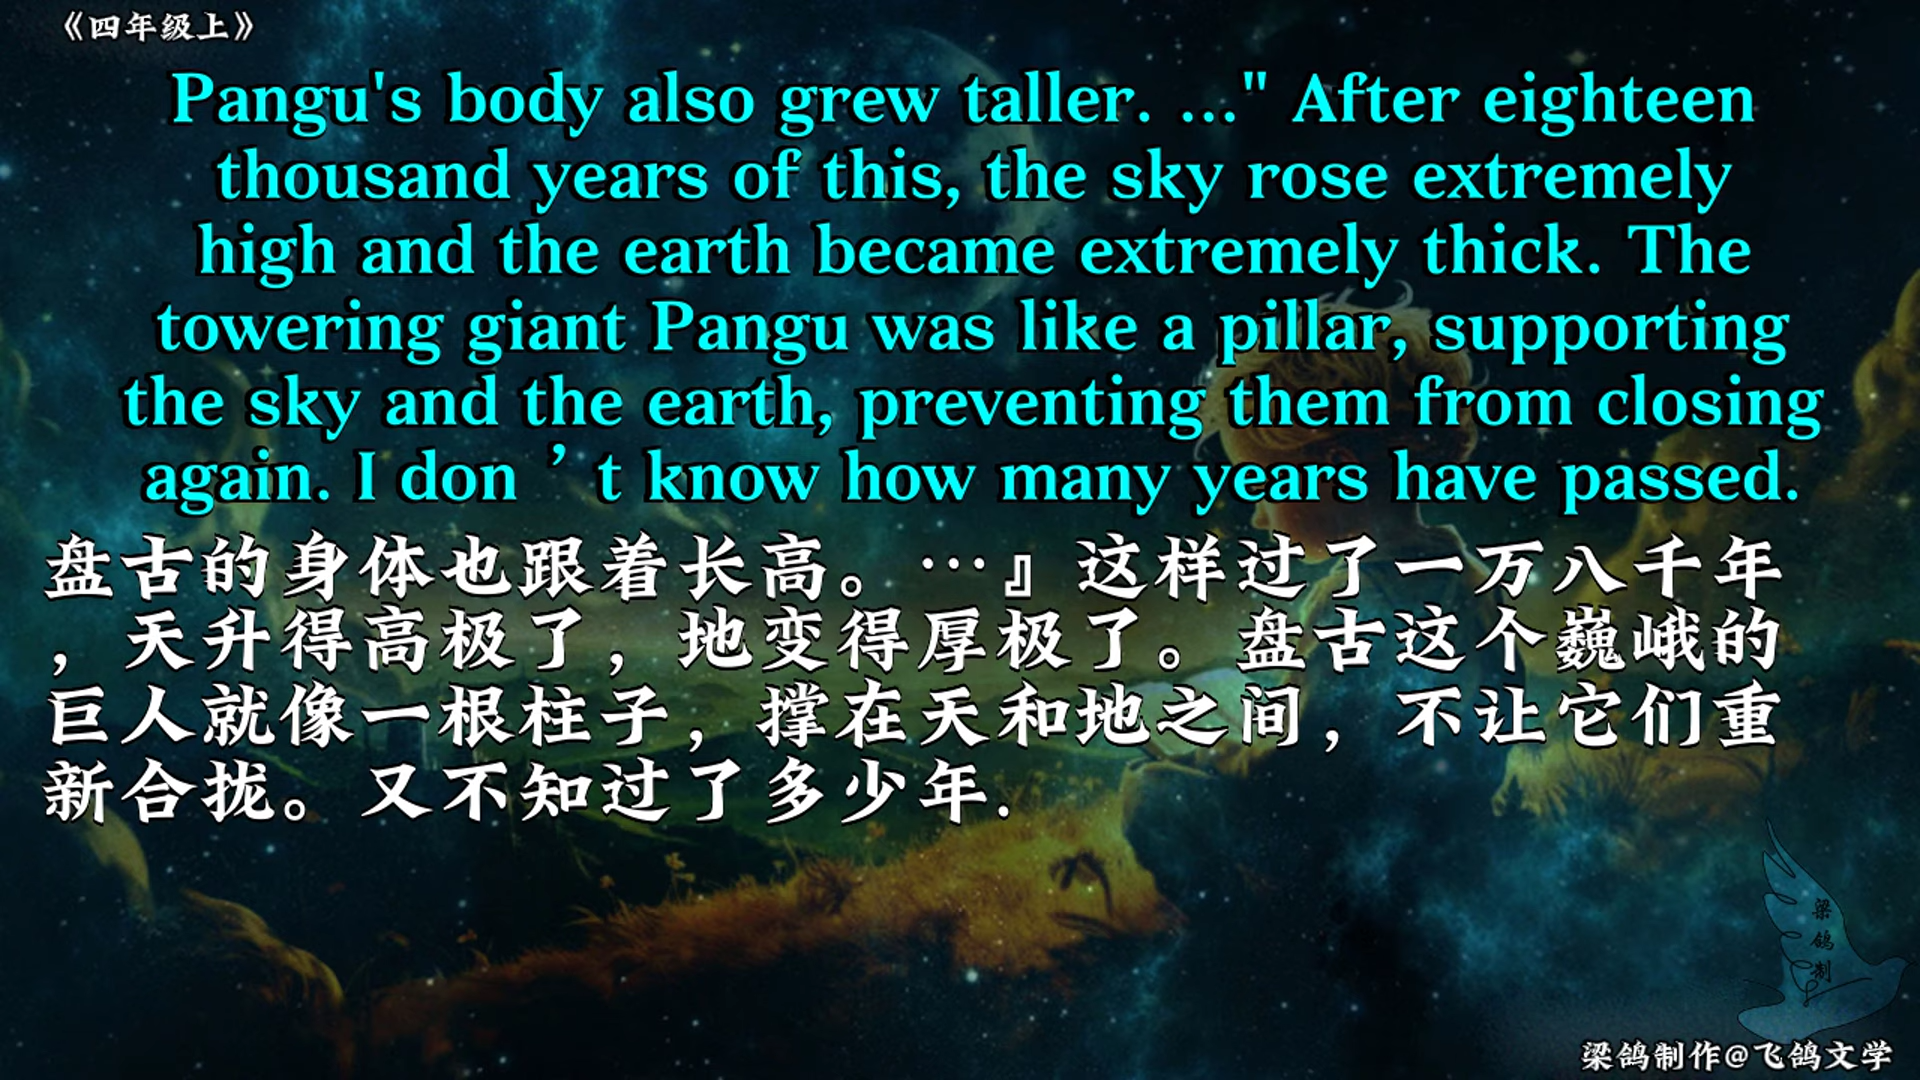 《四年级上》
Pangu's body also grew taller. ..." After eighteen
thousand years of this, the sky rose extremely
high and the earth became extremely thick. The
towering giant Pangu was like a pillar, supporting
the sky and the earth, preventing them from closing
again. I don ’ t know how many years have passed.
盘古的身体也跟着长高。…』这样过了一万八千年
，天升得高极了，地变得厚极了。盘古这个巍峨的
巨人就像一根柱子，撑在天和地之间，不让它们重
新合拢。又不知过了多少年.
梁
鸽
制
梁鸽制作@飞鸽文学